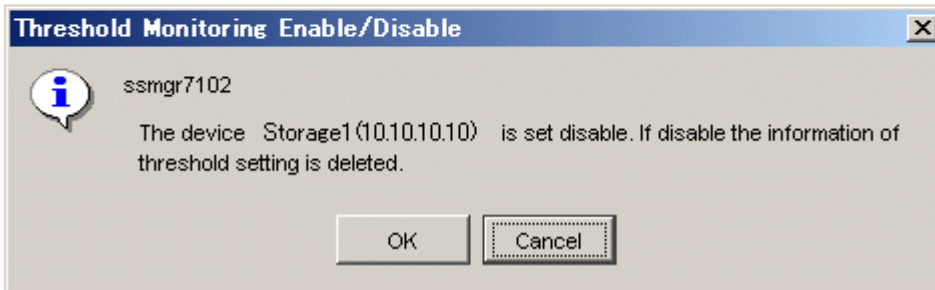 Threshold Monitoring Enable/Disable
ssmgr7102
The device Storage1(10.10.10.10) is set disable. If disable the information of
threshold setting is deleted.
OK Cancel